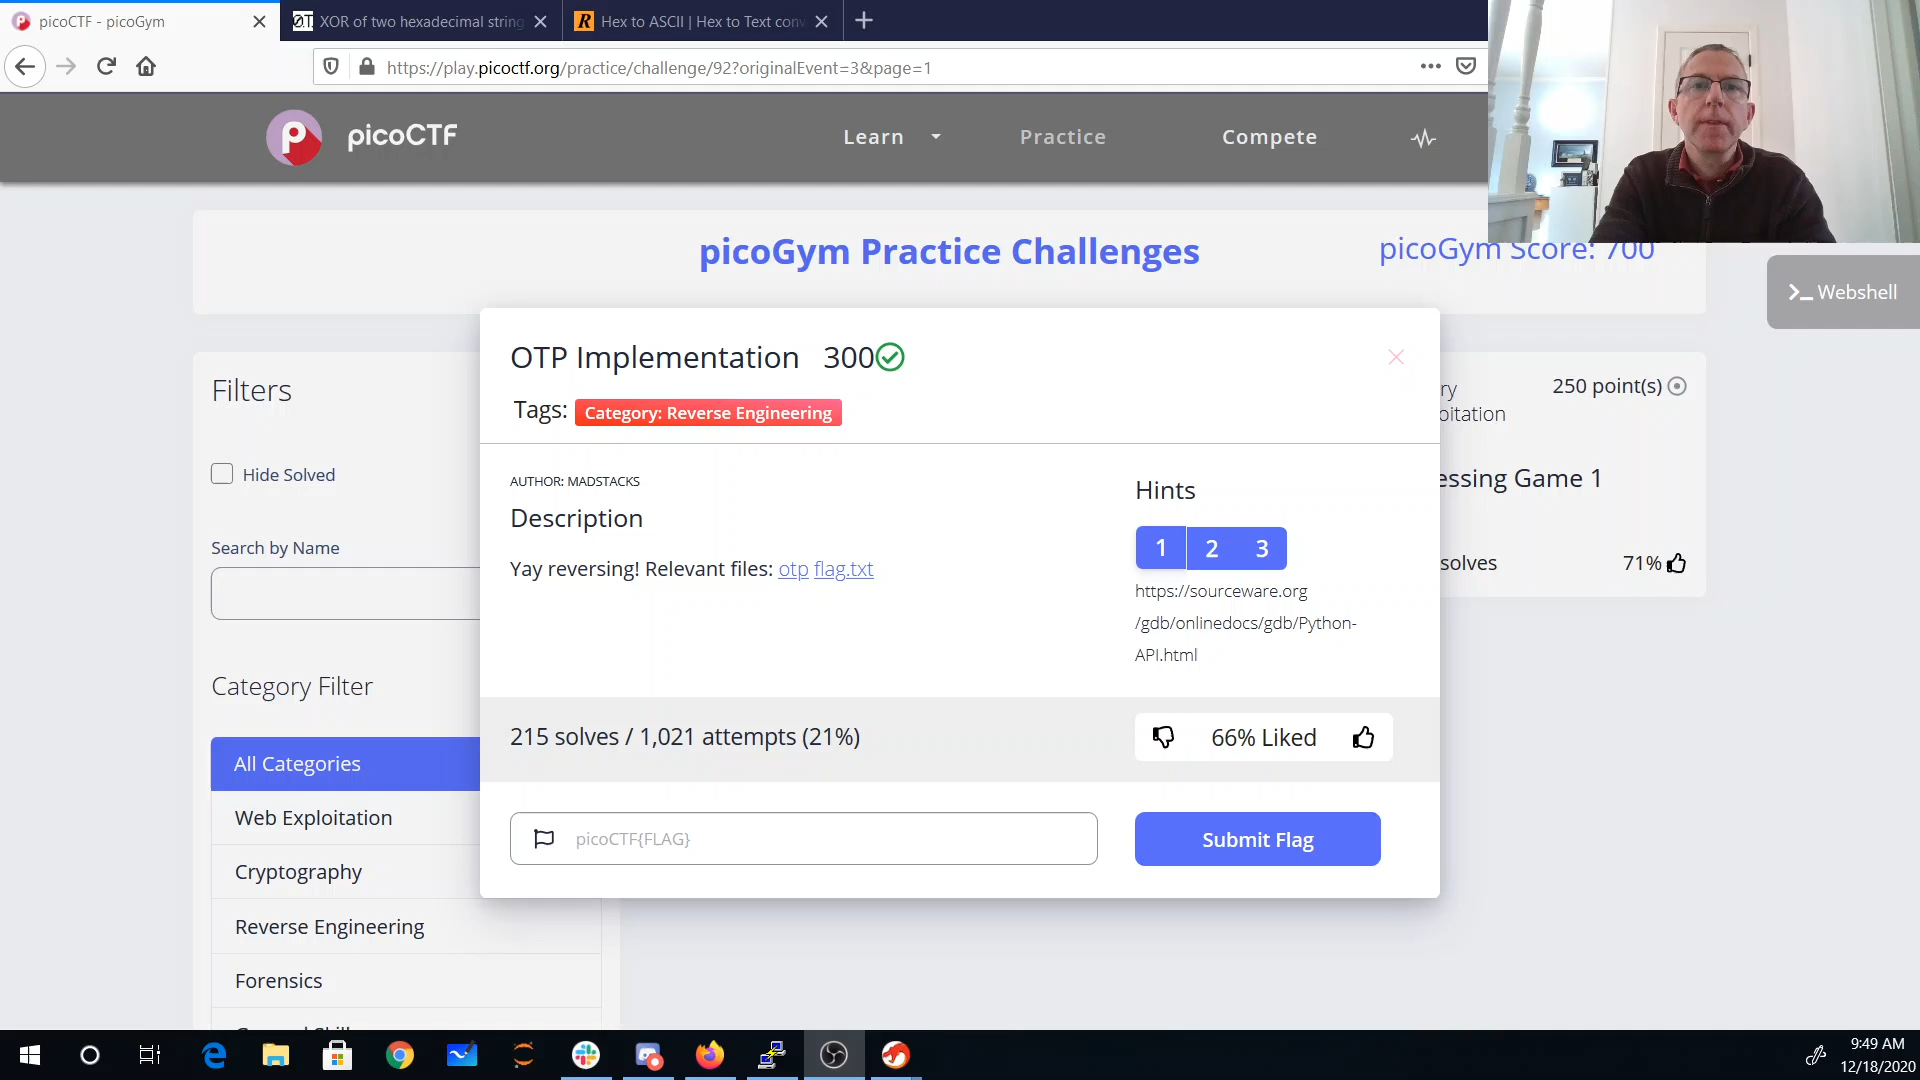 picoCTF - picoGym
XOR of two hexadecimal string
Hex to ASCII | Hex to Text conv
https://play.picoctf.org/practice/challenge/92?originalEvent=3&page=1
picoCTF
Learn
Practice
Compete
picoGym Practice Challenges
picoGym Score: 700
Webshell
OTP Implementation 300
Tags: Category: Reverse Engineering
Filters
Hide Solved
Search by Name
Category Filter
All Categories
Web Exploitation
Cryptography
Reverse Engineering
Forensics
General Skill
AUTHOR: MADSTACKS
Description
Yay reversing! Relevant files: otp flag.txt
Hints
1 2 3
https://sourceware.org
/gdb/onlinedocs/gdb/Python-
API.html
215 solves / 1,021 attempts (21%)
66% Liked
picoCTF{FLAG}
Submit Flag
ry
oitation
250 point(s)
essing Game 1
solves
71%
9:49 AM
12/18/2020